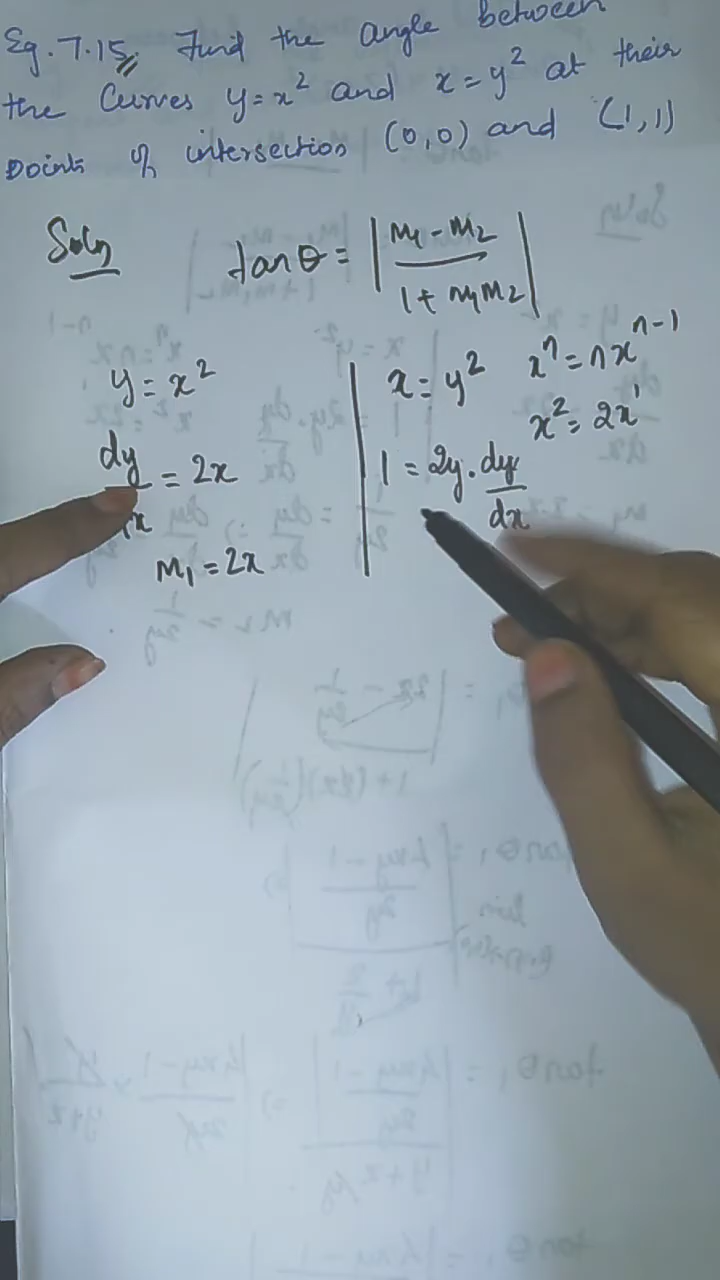 Eg. 7.15. Find the angle between
the Curves y = x² and x = y² at their
points of intersection (0,0) and (1,1)
Soln
tan θ = | m₁ - m₂ / 1 + m₁m₂ |
y = x²
dy/dx = 2x
m₁ = 2x
x = y²
1 = 2y . dy/dx
xⁿ = nxⁿ⁻¹
x² = 2x¹